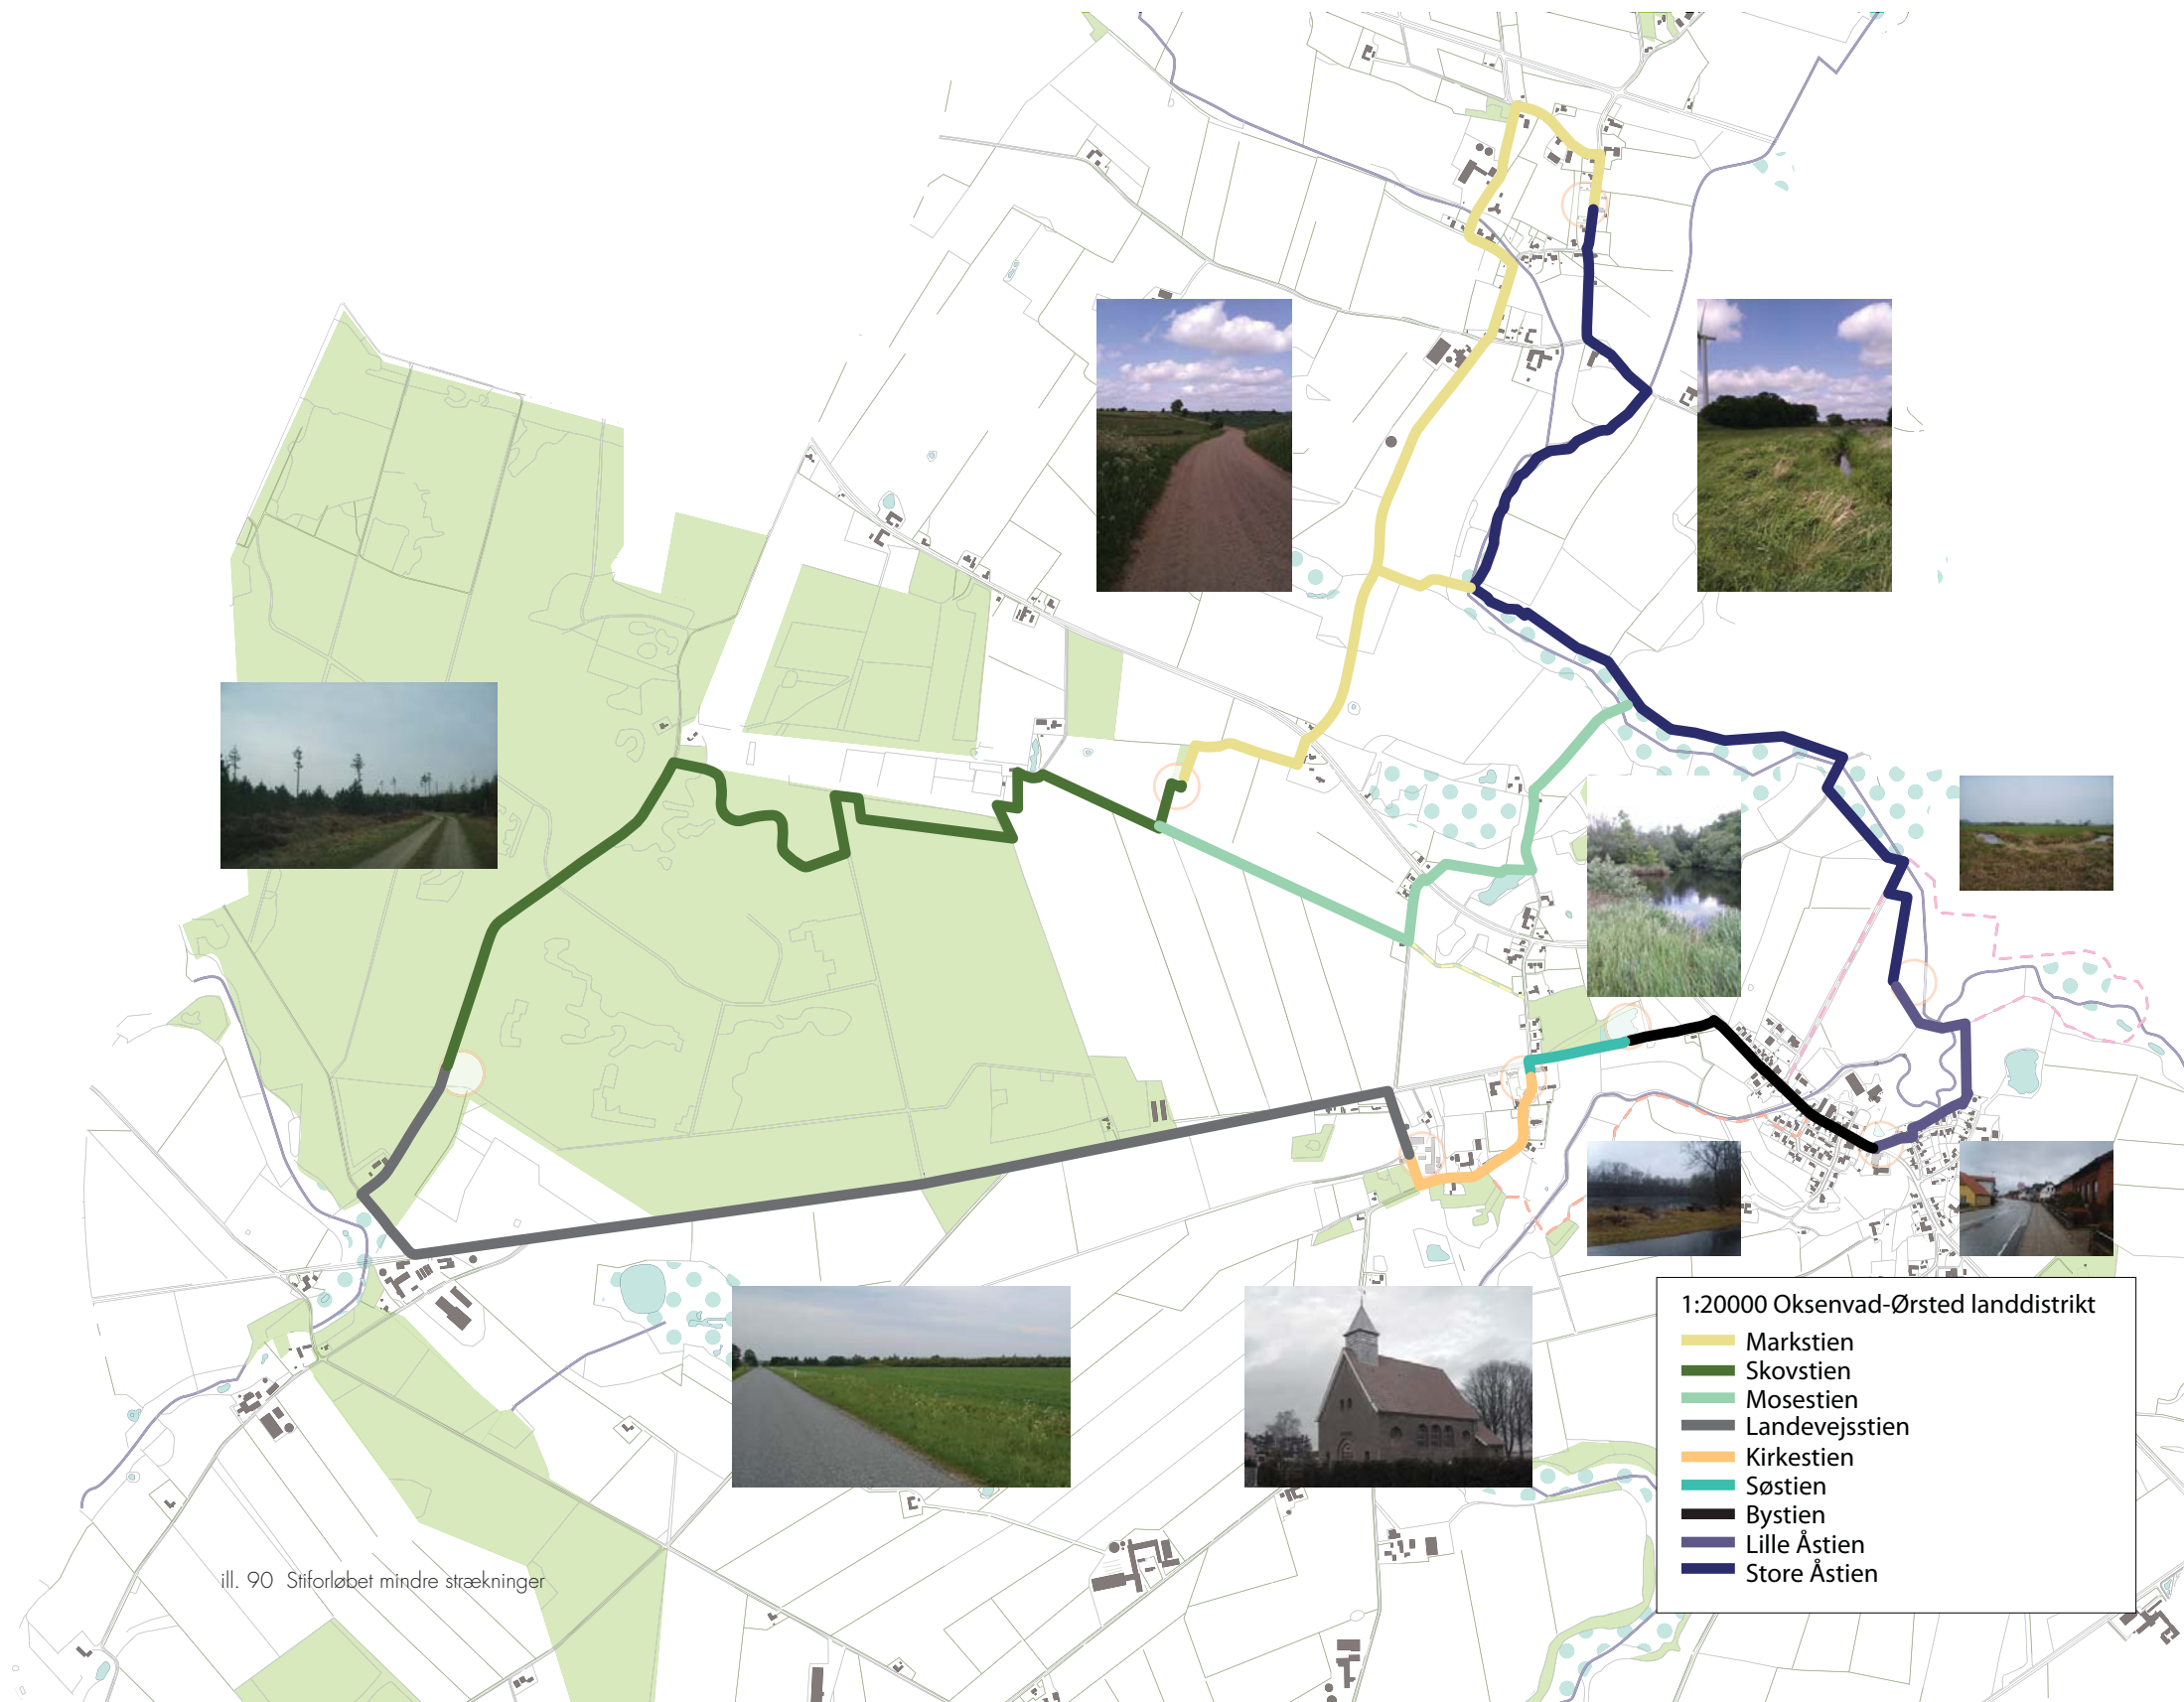 1:20000 Oksenvad-Ørsted landdistrikt
Markstien
Skovstien
Mosestien
Landevejsstien
Kirkestien
Søstien
Bystien
Lille Åstien
Store Åstien
ill. 90 Stiforløbet mindre strækninger